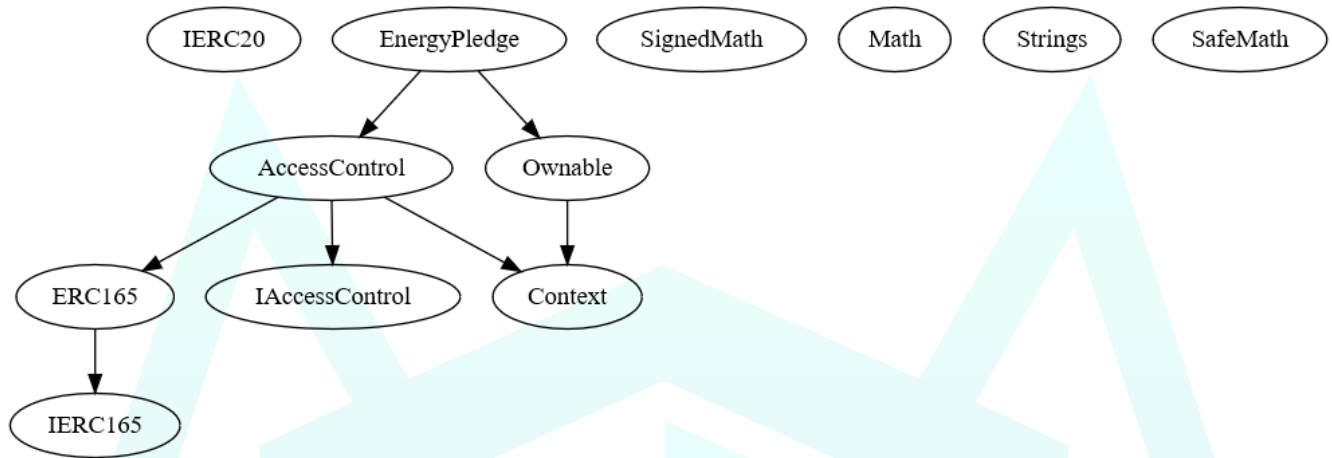 IERC20
EnergyPledge
SignedMath
Math
Strings
SafeMath
AccessControl
Ownable
ERC165
IAccessControl
Context
IERC165